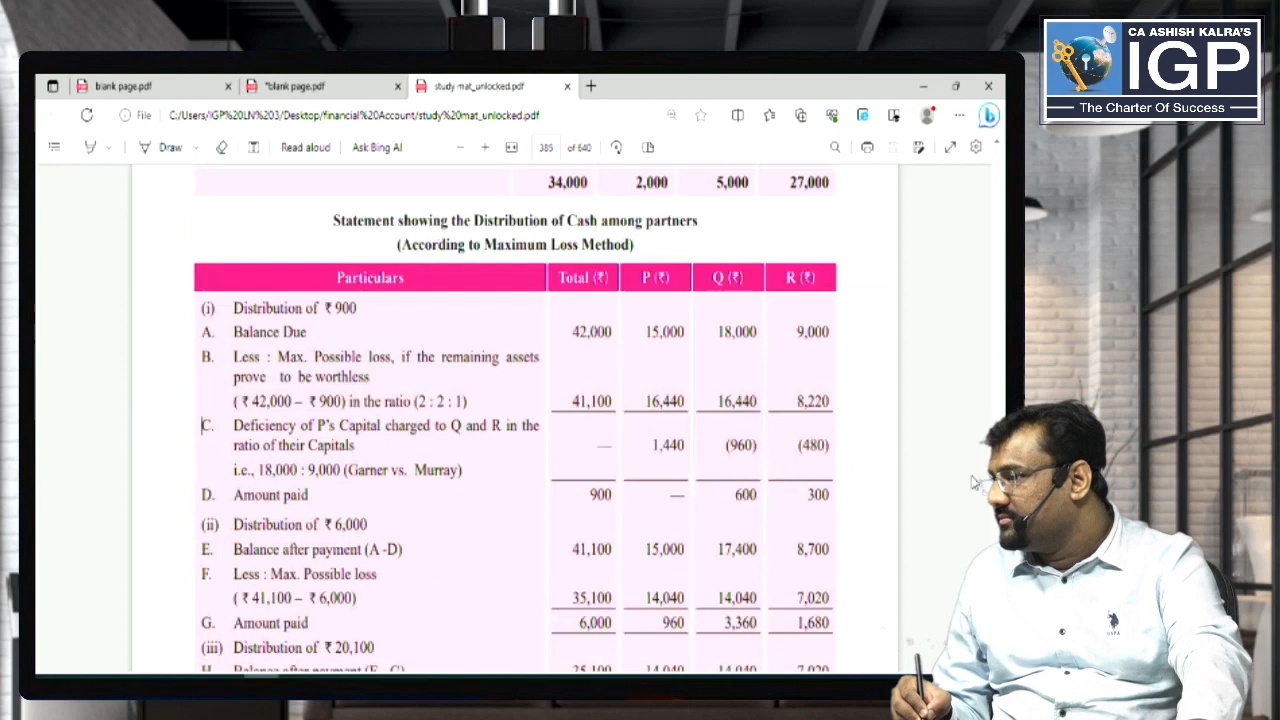 CA ASHISH KALRA'S
IGP
The Charter Of Success
blank page.pdf
*blank page.pdf
study mat_unlocked.pdf
File C:/Users/IGP%20LN%203/Desktop/financial%20Account/study%20mat_unlocked.pdf
Draw Read aloud Ask Bing AI 385 of 640
34,000 2,000 5,000 27,000
Statement showing the Distribution of Cash among partners
(According to Maximum Loss Method)
Particulars Total (₹) P (₹) Q (₹) R (₹)
(i) Distribution of ₹ 900
A. Balance Due 42,000 15,000 18,000 9,000
B. Less : Max. Possible loss, if the remaining assets
prove to be worthless
( ₹ 42,000 – ₹ 900) in the ratio (2 : 2 : 1) 41,100 16,440 16,440 8,220
C. Deficiency of P's Capital charged to Q and R in the
ratio of their Capitals — 1,440 (960) (480)
i.e., 18,000 : 9,000 (Garner vs. Murray)
D. Amount paid 900 — 600 300
(ii) Distribution of ₹ 6,000
E. Balance after payment (A -D) 41,100 15,000 17,400 8,700
F. Less : Max. Possible loss
( ₹ 41,100 – ₹ 6,000) 35,100 14,040 14,040 7,020
G. Amount paid 6,000 960 3,360 1,680
(iii) Distribution of ₹ 20,100